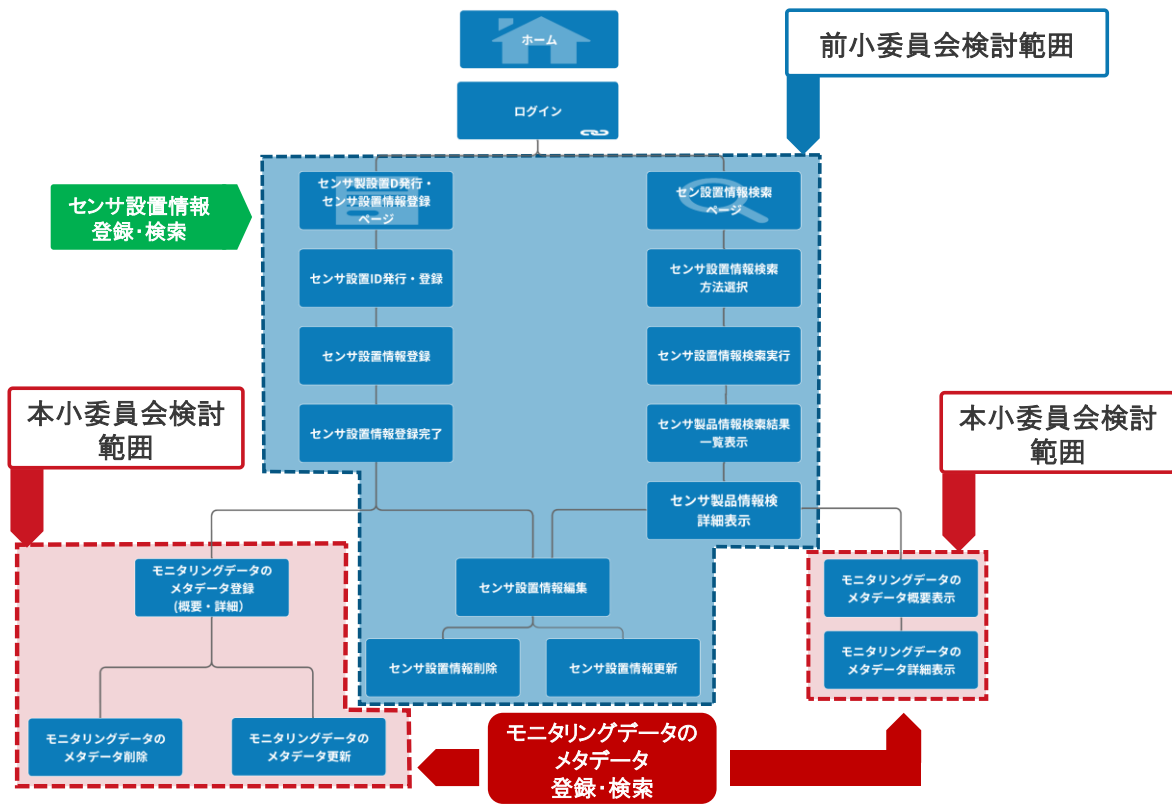 ホーム
前小委員会検討範囲
ログイン
センサ製設置ID発行・
センサ設置情報登録
ページ
セン設置情報検索
ページ
センサ設置情報
登録・検索
センサ設置ID発行・登録
センサ設置情報検索
方法選択
センサ設置情報登録
センサ設置情報検索実行
本小委員会検討
範囲
センサ設置情報登録完了
センサ製品情報検索結果
一覧表示
本小委員会検討
範囲
センサ製品情報検
詳細表示
モニタリングデータの
メタデータ登録
(概要・詳細)
センサ設置情報編集
モニタリングデータの
メタデータ概要表示
センサ設置情報削除
センサ設置情報更新
モニタリングデータの
メタデータ詳細表示
モニタリングデータの
メタデータ削除
モニタリングデータの
メタデータ更新
モニタリングデータの
メタデータ
登録・検索